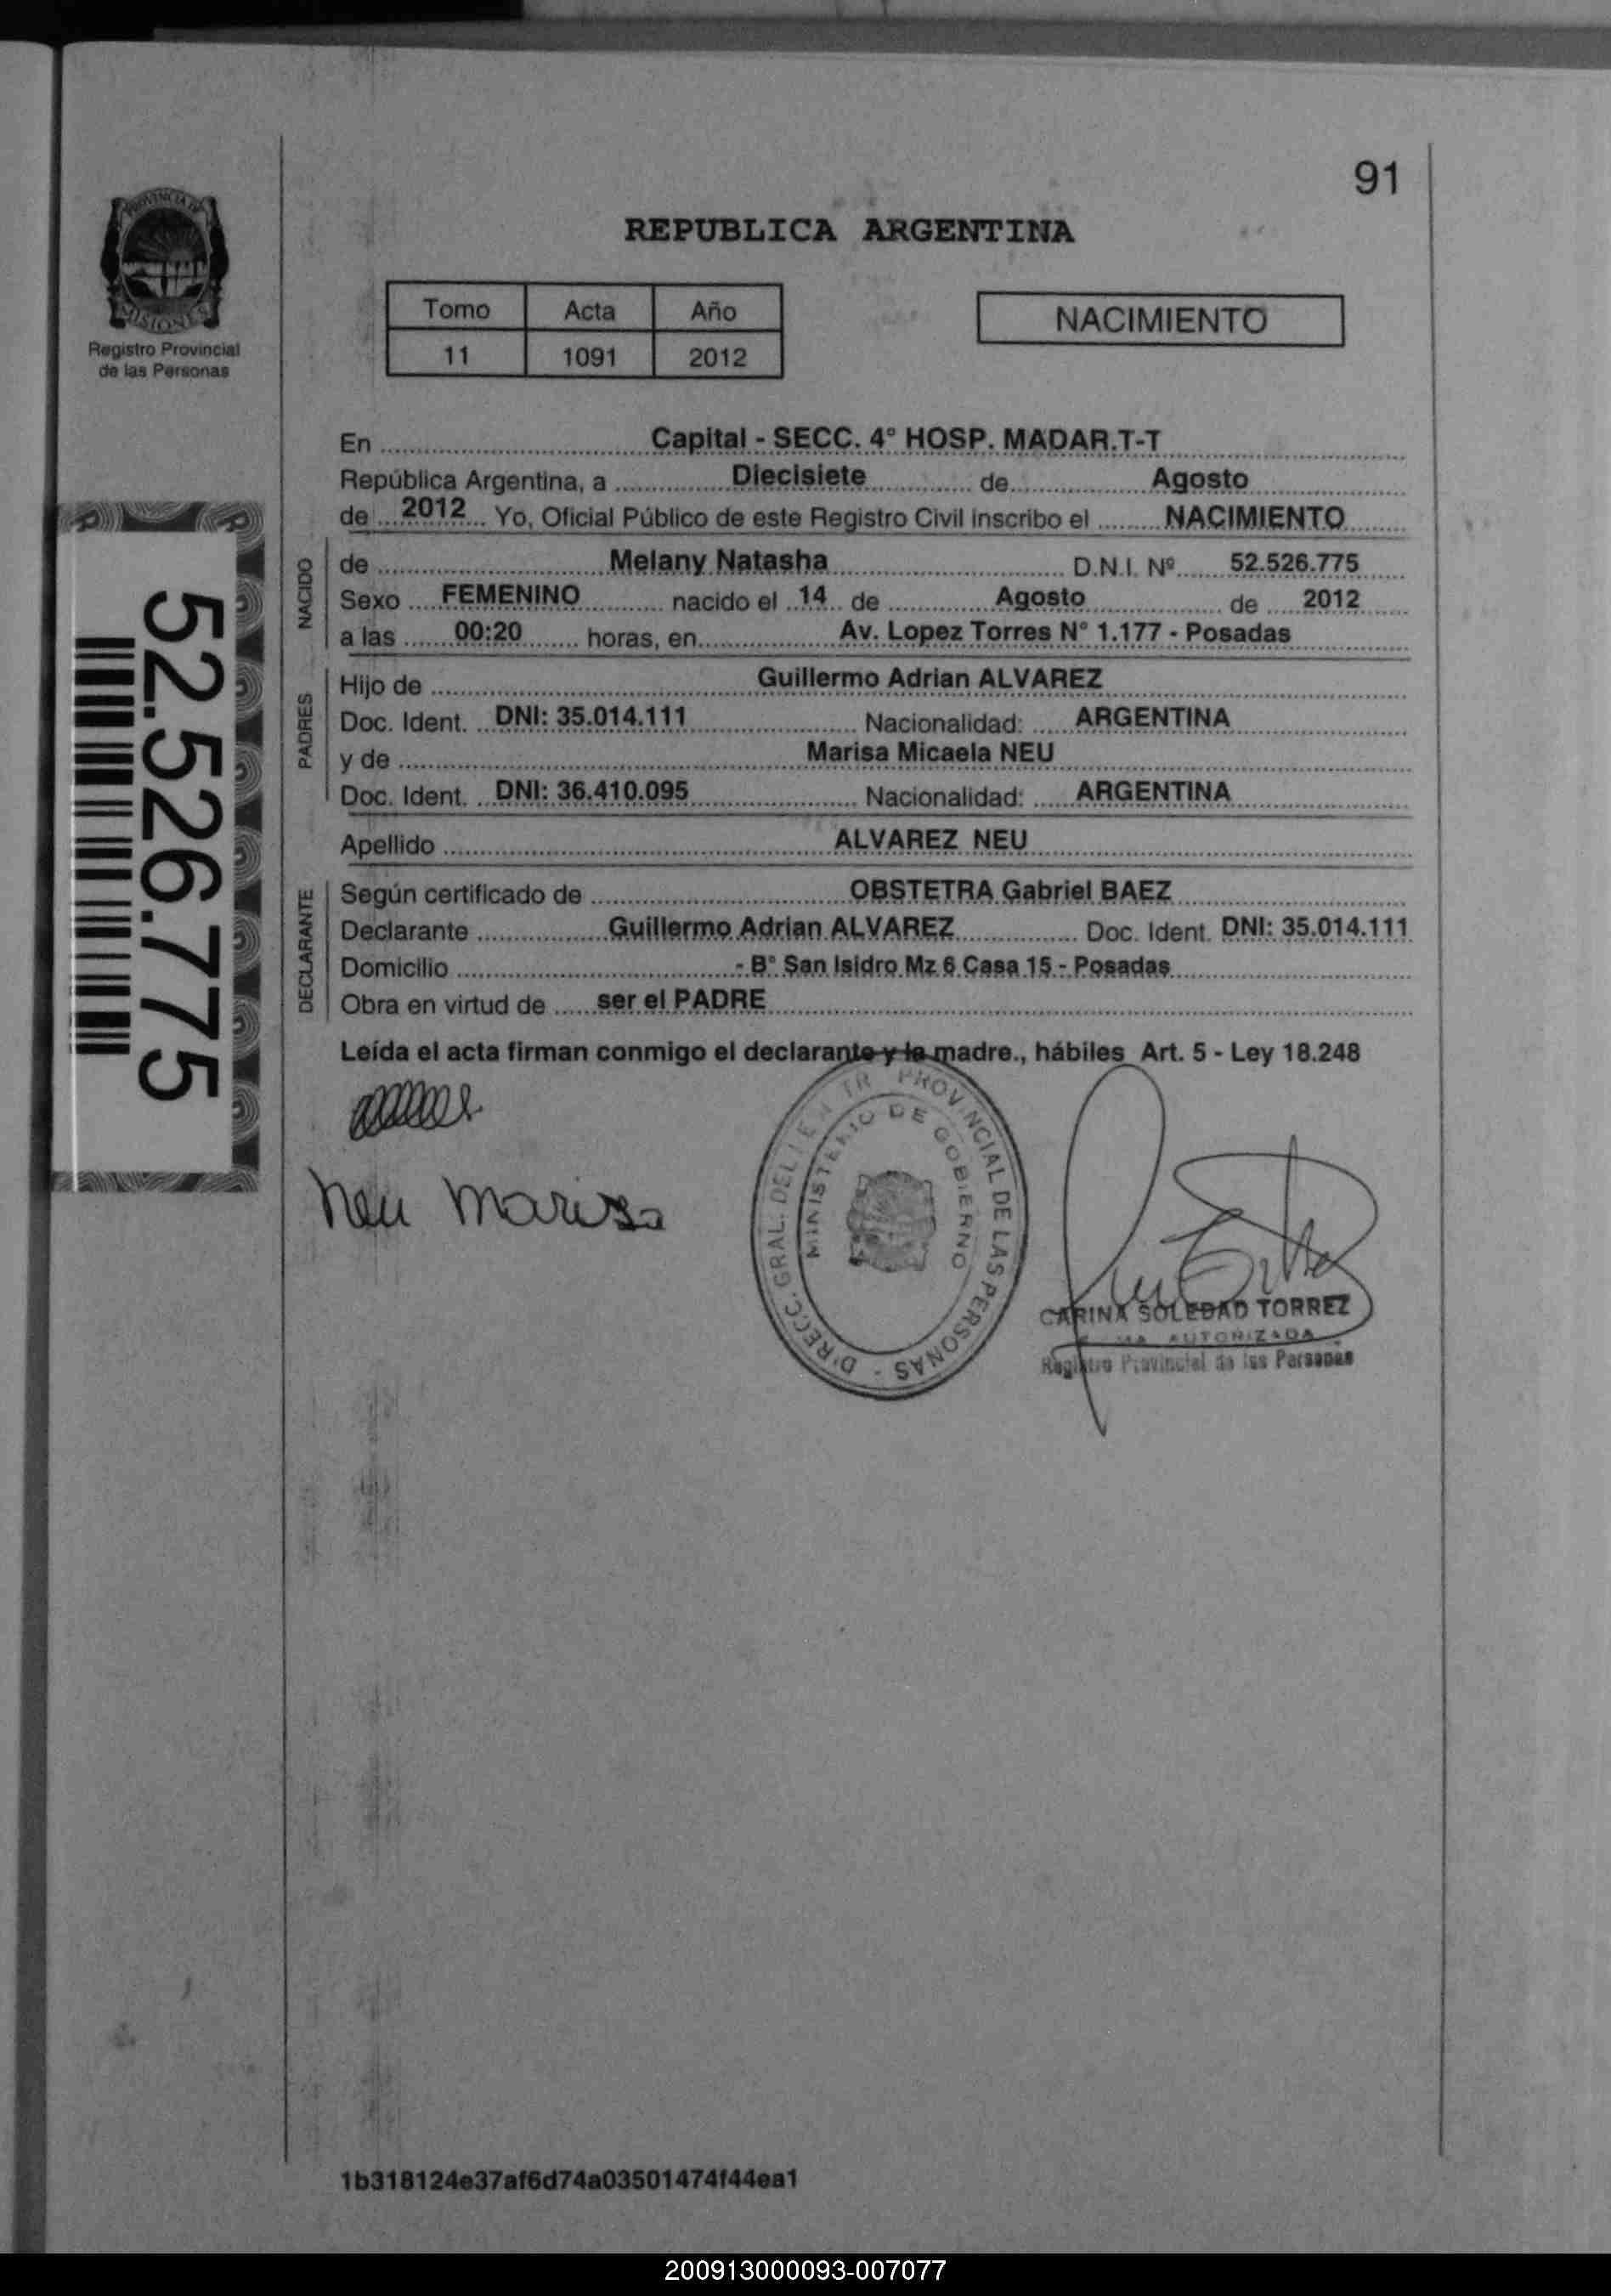 91
PROVINCIA DE
MISIONES
Registro Provincial
de las Personas
REPUBLICA ARGENTINA
Tomo Acta Año
11 1091 2012
NACIMIENTO
En Capital - SECC. 4° HOSP. MADAR.T-T
República Argentina, a Diecisiete de Agosto
de 2012 Yo, Oficial Público de este Registro Civil inscribo el NACIMIENTO
NACIDO
de Melany Natasha D.N.I. Nº 52.526.775
Sexo FEMENINO nacido el 14 de Agosto de 2012
a las 00:20 horas, en Av. Lopez Torres N° 1.177 - Posadas
PADRES
Hijo de Guillermo Adrian ALVAREZ
Doc. Ident. DNI: 35.014.111 Nacionalidad: ARGENTINA
y de Marisa Micaela NEU
Doc. Ident. DNI: 36.410.095 Nacionalidad: ARGENTINA
Apellido ALVAREZ NEU
DECLARANTE
Según certificado de OBSTETRA Gabriel BAEZ
Declarante Guillermo Adrian ALVAREZ Doc. Ident. DNI: 35.014.111
Domicilio - B° San Isidro Mz 6 Casa 15 - Posadas
Obra en virtud de ser el PADRE
Leída el acta firman conmigo el declarante y la madre., hábiles Art. 5 - Ley 18.248
52.526.775
Neu Marisa
PROVINCIAL DE LAS PERSONAS - DIRECC. GRAL. DEL
MINISTERIO DE GOBIERNO
CARINA SOLEDAD TORREZ
AUTORIZADA
Registro Provincial de las Personas
1b318124e37af6d74a03501474f44ea1
200913000093-007077